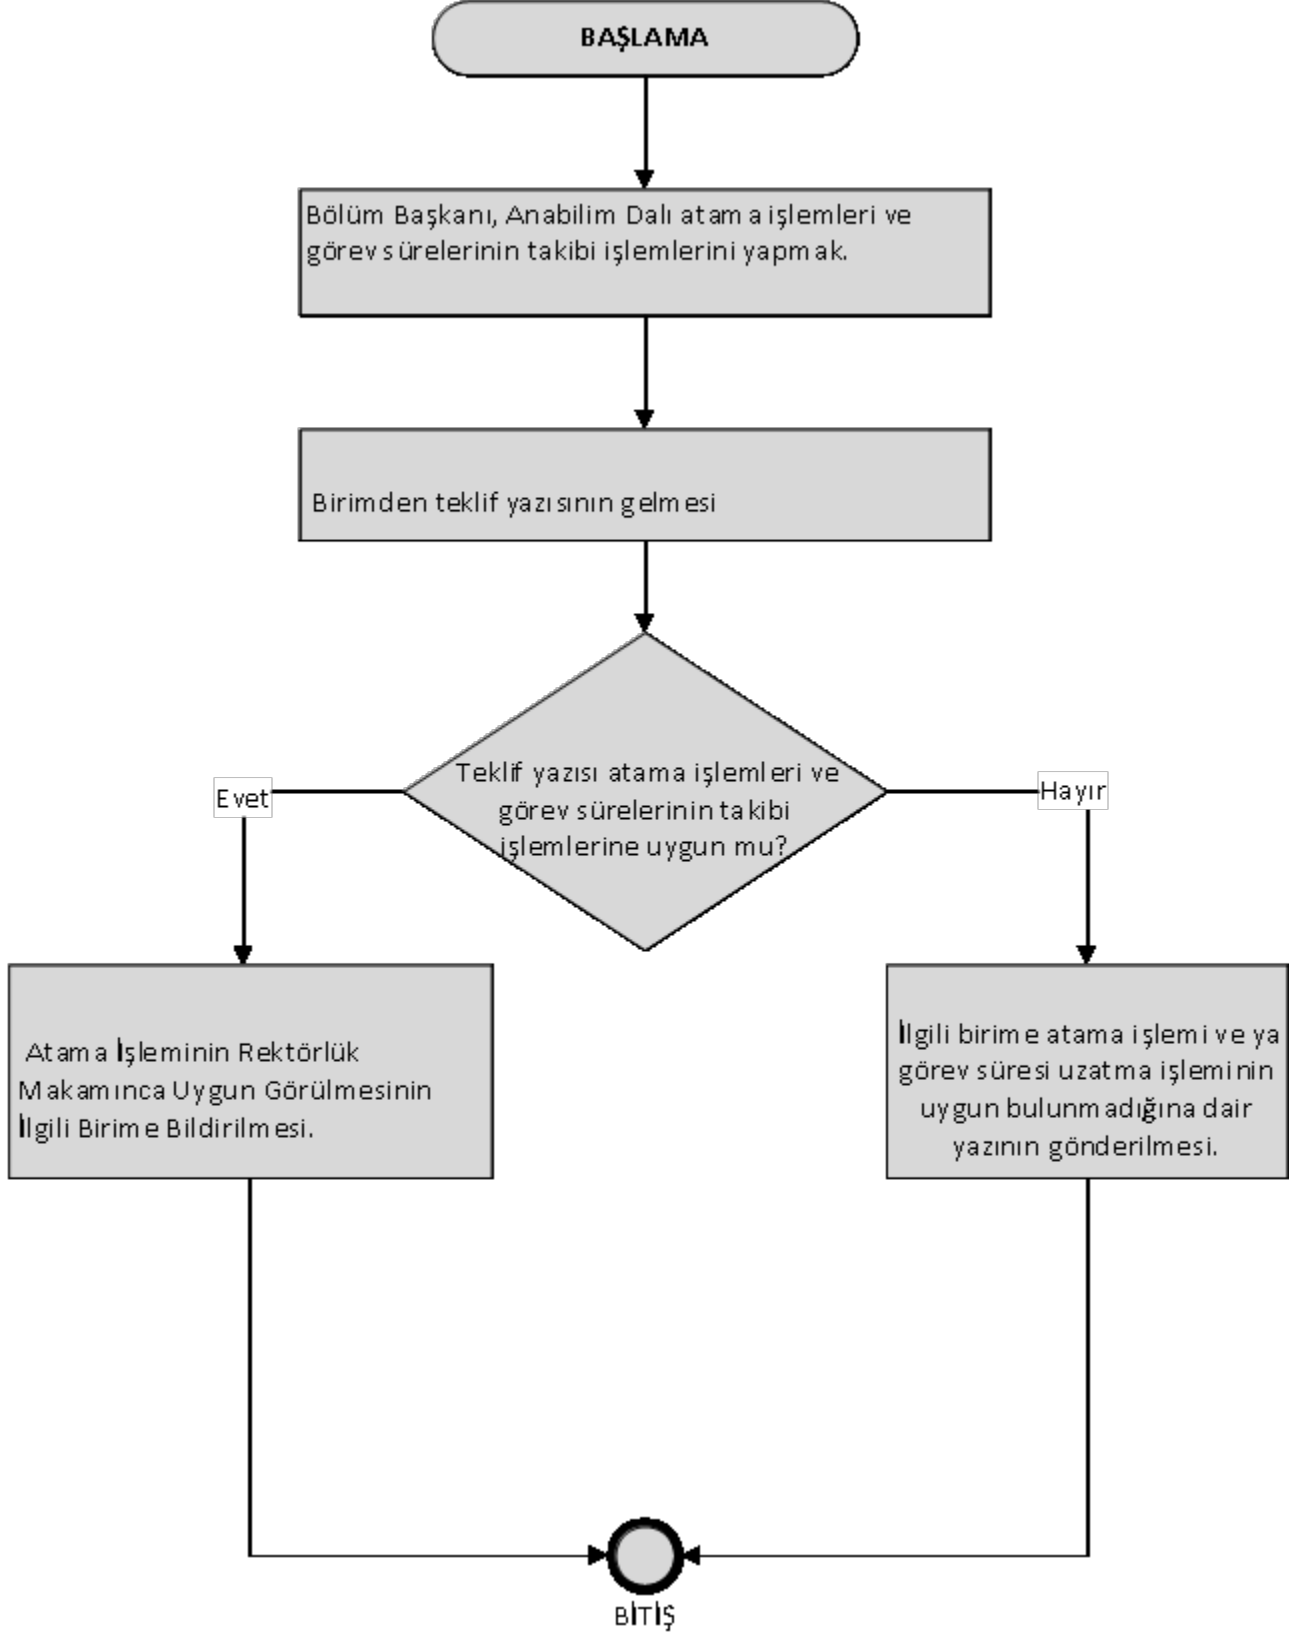 BAŞLAMA
Bölüm Başkanı, Anabilim Dalı atama işlemleri ve
görev sürelerinin takibi işlemlerini yapmak.
Birimden teklif yazısının gelmesi
Teklif yazısı atama işlemleri ve
görev sürelerinin takibi
işlemlerine uygun mu?
Evet
Hayır
Atama İşleminin Rektörlük
Makamınca Uygun Görülmesinin
İlgili Birime Bildirilmesi.
İlgili birime atama işlemi ve ya
görev süresi uzatma işleminin
uygun bulunmadığına dair
yazının gönderilmesi.
BİTİŞ